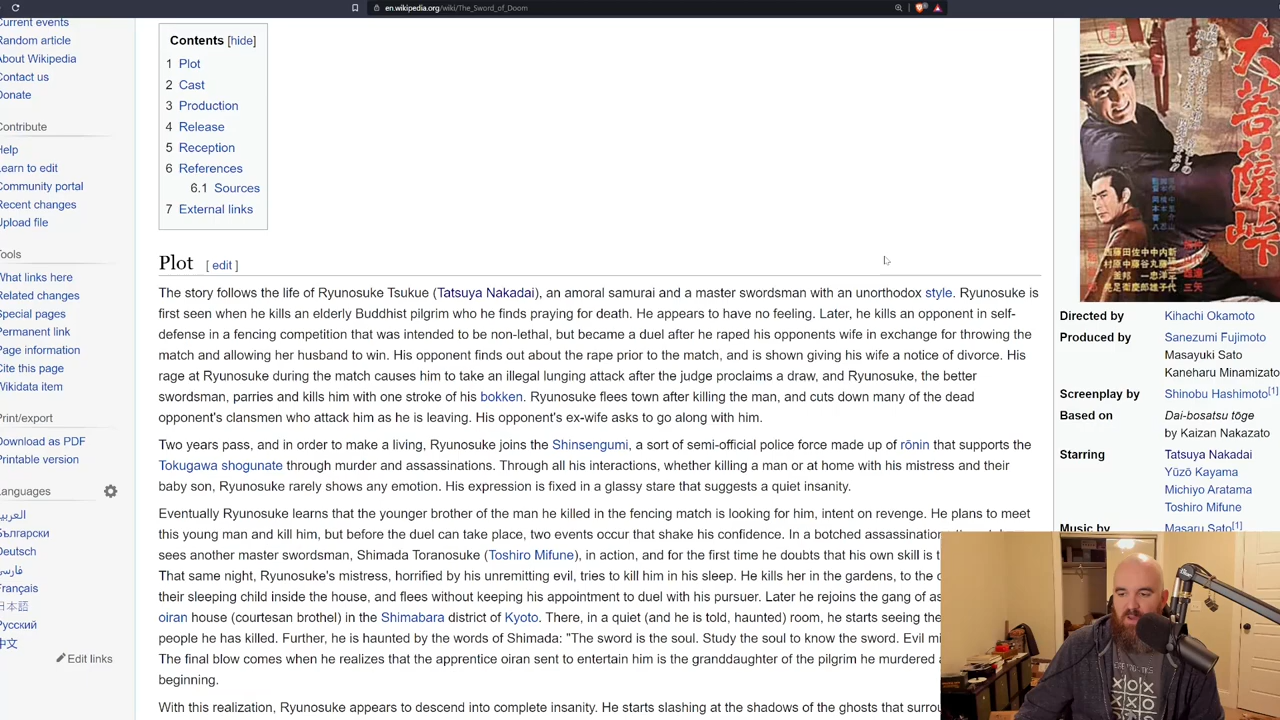 en.wikipedia.org/wiki/The_Sword_of_Doom
Current events
Random article
About Wikipedia
Contact us
Donate
Contribute
Help
Learn to edit
Community portal
Recent changes
Upload file
Tools
What links here
Related changes
Special pages
Permanent link
Page information
Cite this page
Wikidata item
Print/export
Download as PDF
Printable version
Languages
العربية
Български
Deutsch
فارسی
Français
日本語
Русский
中文
Edit links
Contents [hide]
1 Plot
2 Cast
3 Production
4 Release
5 Reception
6 References
6.1 Sources
7 External links
Plot [ edit ]
The story follows the life of Ryunosuke Tsukue (Tatsuya Nakadai), an amoral samurai and a master swordsman with an unorthodox style. Ryunosuke is
first seen when he kills an elderly Buddhist pilgrim who he finds praying for death. He appears to have no feeling. Later, he kills an opponent in self-
defense in a fencing competition that was intended to be non-lethal, but became a duel after he raped his opponents wife in exchange for throwing the
match and allowing her husband to win. His opponent finds out about the rape prior to the match, and is shown giving his wife a notice of divorce. His
rage at Ryunosuke during the match causes him to take an illegal lunging attack after the judge proclaims a draw, and Ryunosuke, the better
swordsman, parries and kills him with one stroke of his bokken. Ryunosuke flees town after killing the man, and cuts down many of the dead
opponent's clansmen who attack him as he is leaving. His opponent's ex-wife asks to go along with him.
Two years pass, and in order to make a living, Ryunosuke joins the Shinsengumi, a sort of semi-official police force made up of rōnin that supports the
Tokugawa shogunate through murder and assassinations. Through all his interactions, whether killing a man or at home with his mistress and their
baby son, Ryunosuke rarely shows any emotion. His expression is fixed in a glassy stare that suggests a quiet insanity.
Eventually Ryunosuke learns that the younger brother of the man he killed in the fencing match is looking for him, intent on revenge. He plans to meet
this young man and kill him, but before the duel can take place, two events occur that shake his confidence. In a botched assassination
sees another master swordsman, Shimada Toranosuke (Toshiro Mifune), in action, and for the first time he doubts that his own skill is
That same night, Ryunosuke's mistress, horrified by his unremitting evil, tries to kill him in his sleep. He kills her in the gardens, to the
their sleeping child inside the house, and flees without keeping his appointment to duel with his pursuer. Later he rejoins the gang of
oiran house (courtesan brothel) in the Shimabara district of Kyoto. There, in a quiet (and he is told, haunted) room, he starts seeing the
people he has killed. Further, he is haunted by the words of Shimada: "The sword is the soul. Study the soul to know the sword. Evil
The final blow comes when he realizes that the apprentice oiran sent to entertain him is the granddaughter of the pilgrim he murdered
beginning.
With this realization, Ryunosuke appears to descend into complete insanity. He starts slashing at the shadows of the ghosts that
大菩薩峠
Directed by Kihachi Okamoto
Produced by Sanezumi Fujimoto
Masayuki Sato
Kaneharu Minamizato
Screenplay by Shinobu Hashimoto[1]
Based on Dai-bosatsu tōge
by Kaizan Nakazato
Starring Tatsuya Nakadai
Yūzō Kayama
Michiyo Aratama
Toshiro Mifune
Music by Masaru Sato[1]